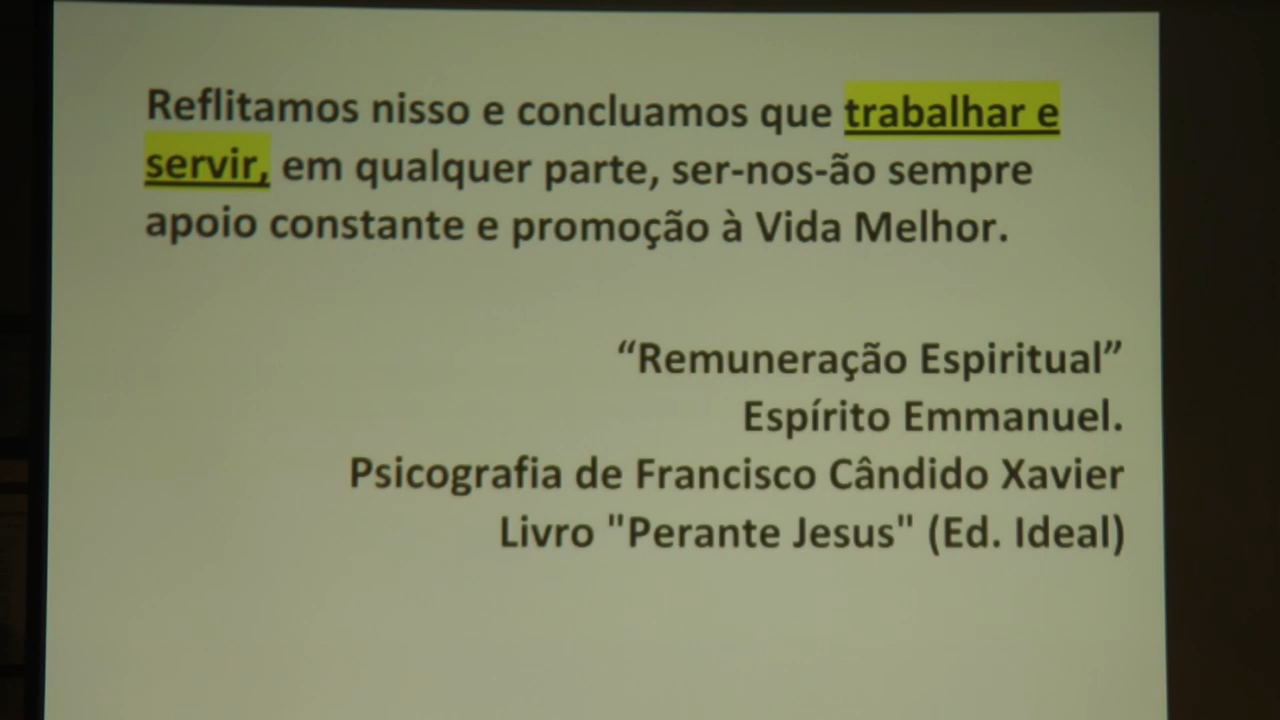 Reflitamos nisso e concluamos que trabalhar e
servir, em qualquer parte, ser-nos-ão sempre
apoio constante e promoção à Vida Melhor.
“Remuneração Espiritual”
Espírito Emmanuel.
Psicografia de Francisco Cândido Xavier
Livro "Perante Jesus" (Ed. Ideal)